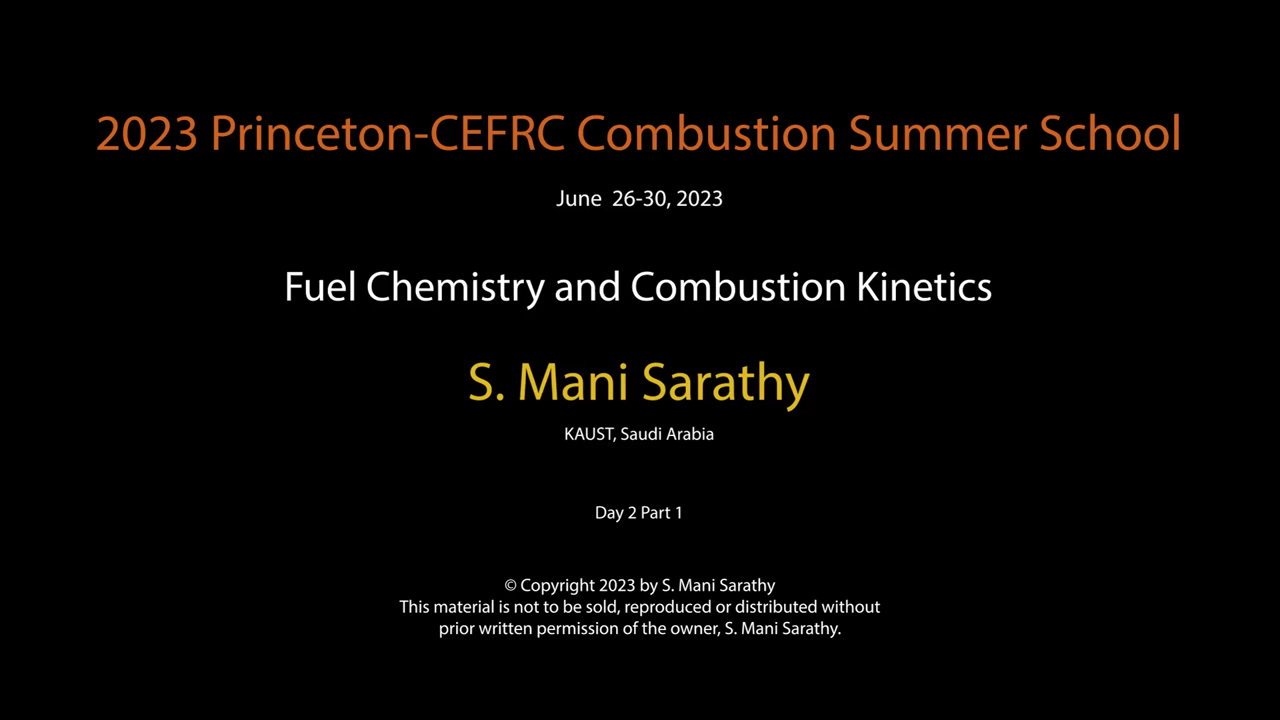 2023 Princeton-CEFRC Combustion Summer School
June 26-30, 2023
Fuel Chemistry and Combustion Kinetics
S. Mani Sarathy
KAUST, Saudi Arabia
Day 2 Part 1
© Copyright 2023 by S. Mani Sarathy
This material is not to be sold, reproduced or distributed without
prior written permission of the owner, S. Mani Sarathy.